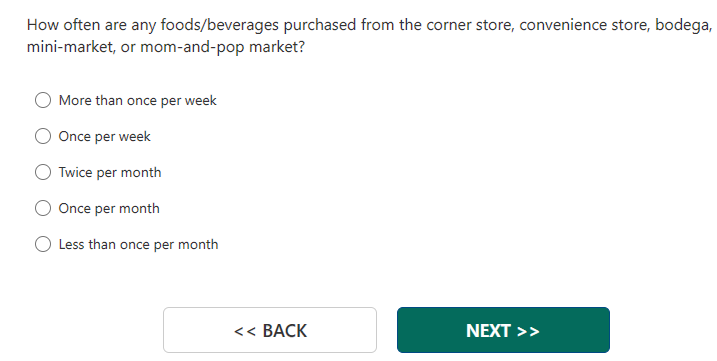 How often are any foods/beverages purchased from the corner store, convenience store, bodega,
mini-market, or mom-and-pop market?
More than once per week
Once per week
Twice per month
Once per month
Less than once per month
<< BACK
NEXT >>